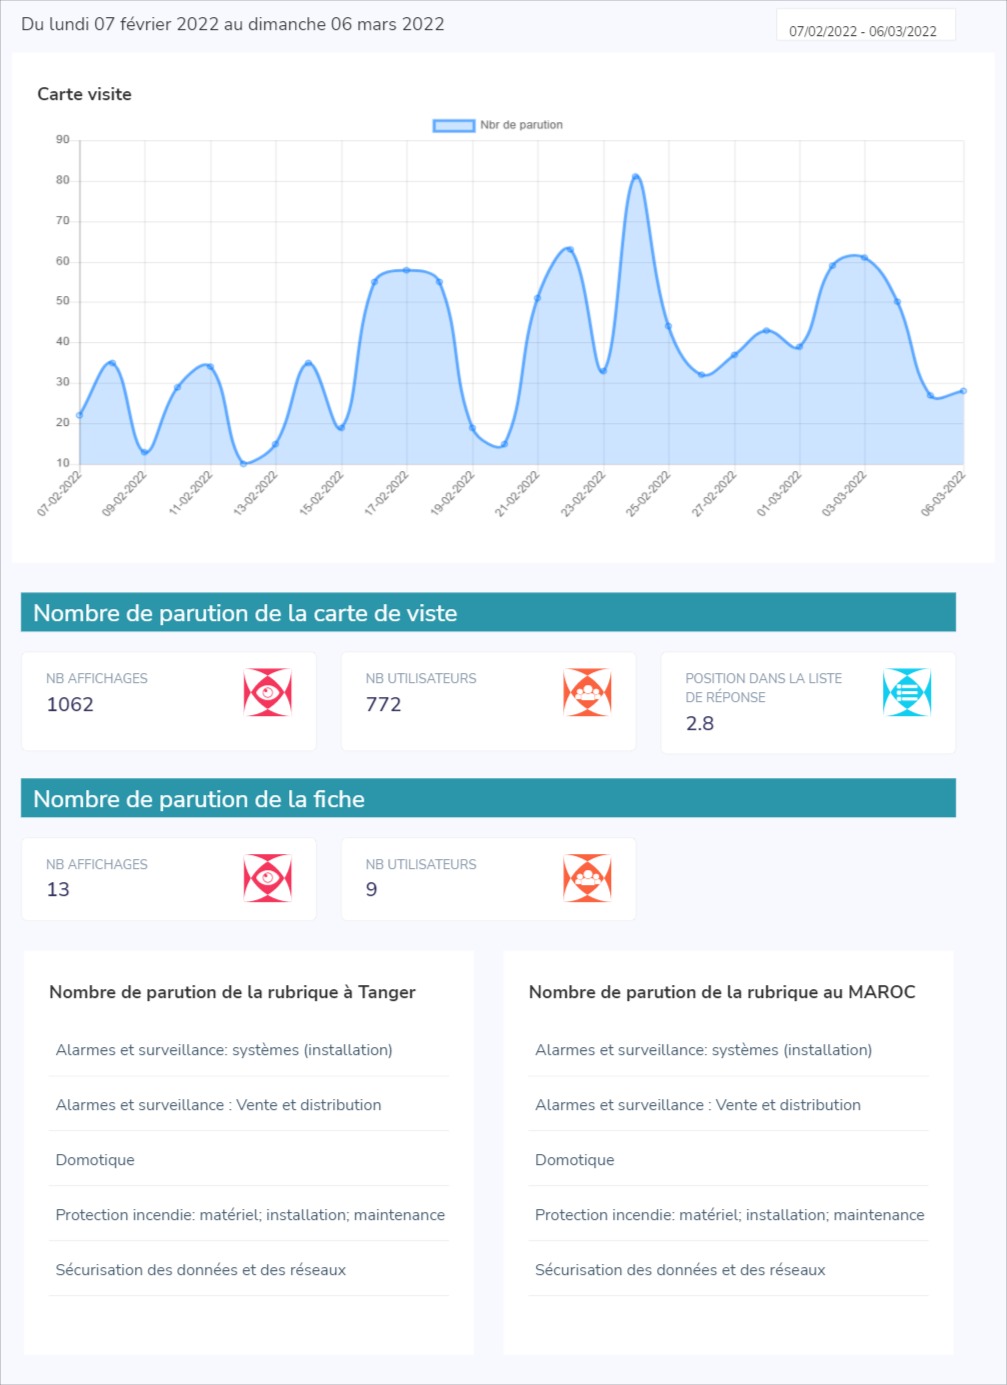 Du lundi 07 février 2022 au dimanche 06 mars 2022
07/02/2022 - 06/03/2022
Carte visite
Nbr de parution
90
80
70
60
50
40
30
20
10
07-02-2022
09-02-2022
11-02-2022
13-02-2022
15-02-2022
17-02-2022
19-02-2022
21-02-2022
23-02-2022
25-02-2022
27-02-2022
01-03-2022
03-03-2022
06-03-2022
Nombre de parution de la carte de viste
NB AFFICHAGES
1062
NB UTILISATEURS
772
POSITION DANS LA LISTE
DE RÉPONSE
2.8
Nombre de parution de la fiche
NB AFFICHAGES
13
NB UTILISATEURS
9
Nombre de parution de la rubrique à Tanger
Alarmes et surveillance: systèmes (installation)
Alarmes et surveillance : Vente et distribution
Domotique
Protection incendie: matériel; installation; maintenance
Sécurisation des données et des réseaux
Nombre de parution de la rubrique au MAROC
Alarmes et surveillance: systèmes (installation)
Alarmes et surveillance : Vente et distribution
Domotique
Protection incendie: matériel; installation; maintenance
Sécurisation des données et des réseaux